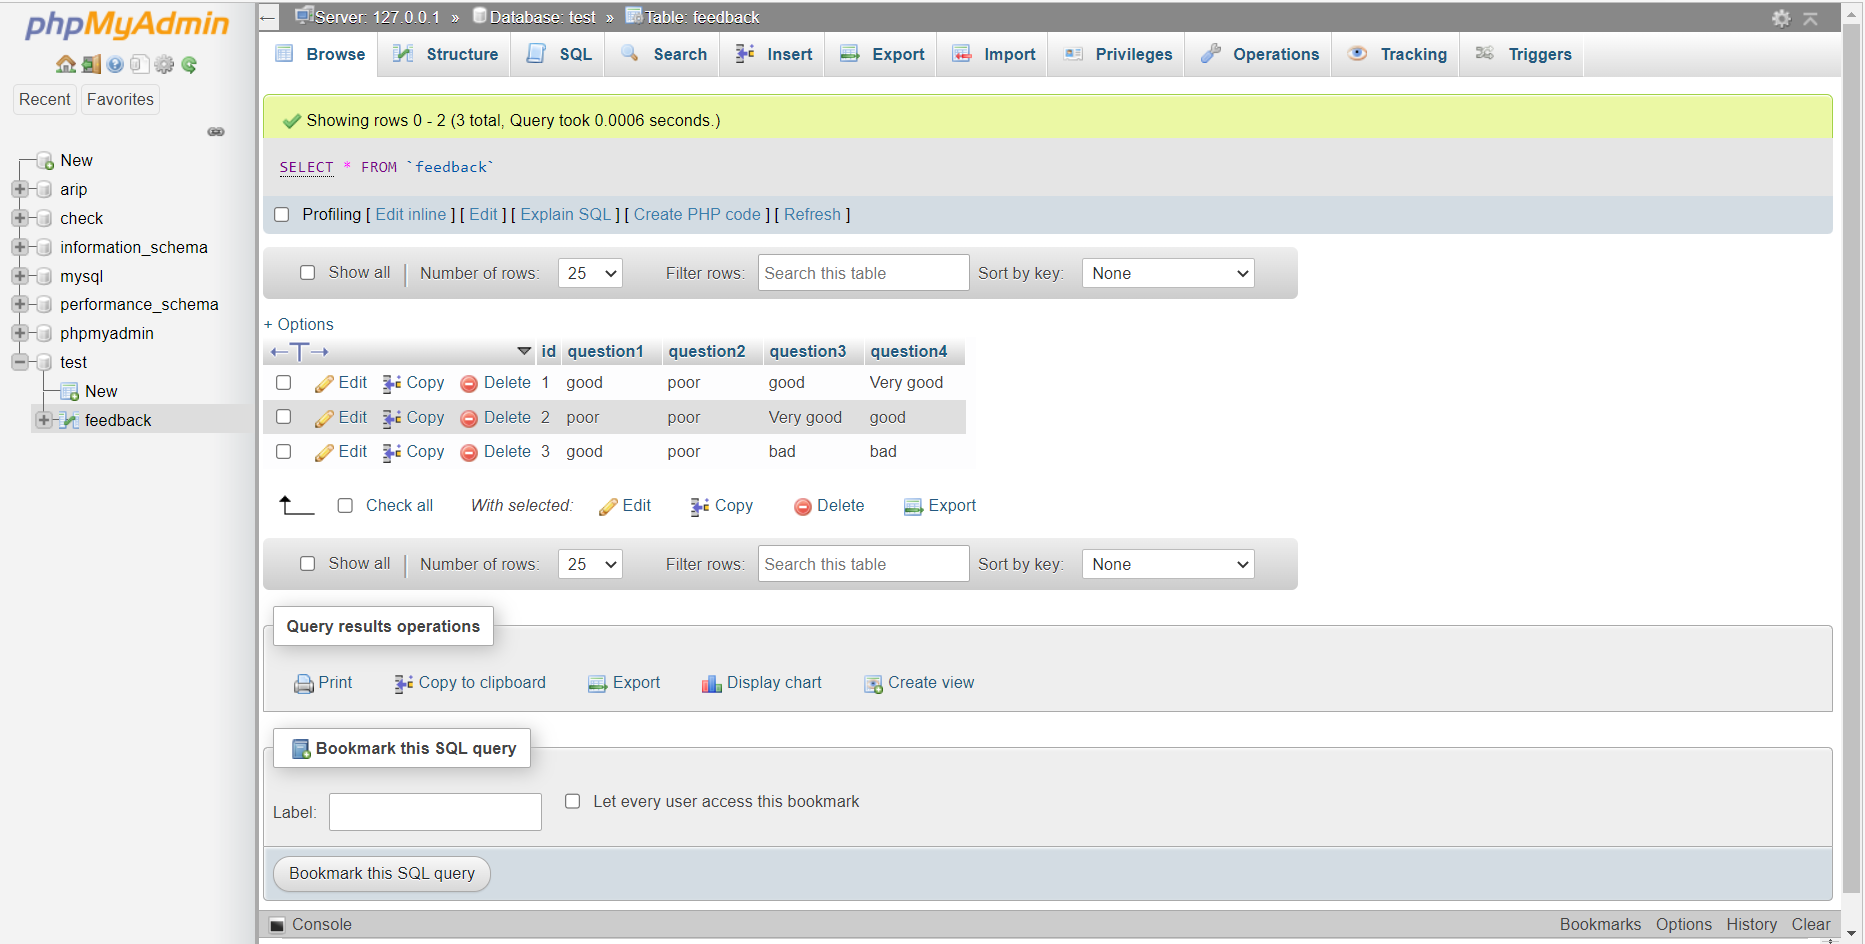 phpMyAdmin
Recent Favorites
New
arip
check
information_schema
mysql
performance_schema
phpmyadmin
test
New
feedback
Server: 127.0.0.1 » Database: test » Table: feedback
Browse Structure SQL Search Insert Export Import Privileges Operations Tracking Triggers
Showing rows 0 - 2 (3 total, Query took 0.0006 seconds.)
SELECT * FROM `feedback`
Profiling [ Edit inline ] [ Edit ] [ Explain SQL ] [ Create PHP code ] [ Refresh ]
Show all | Number of rows: 25 Filter rows: Search this table Sort by key: None
+ Options
←T→ id question1 question2 question3 question4
Edit Copy Delete 1 good poor good Very good
Edit Copy Delete 2 poor poor Very good good
Edit Copy Delete 3 good poor bad bad
Check all With selected: Edit Copy Delete Export
Show all | Number of rows: 25 Filter rows: Search this table Sort by key: None
Query results operations
Print Copy to clipboard Export Display chart Create view
Bookmark this SQL query
Label: Let every user access this bookmark
Bookmark this SQL query
Console Bookmarks Options History Clear